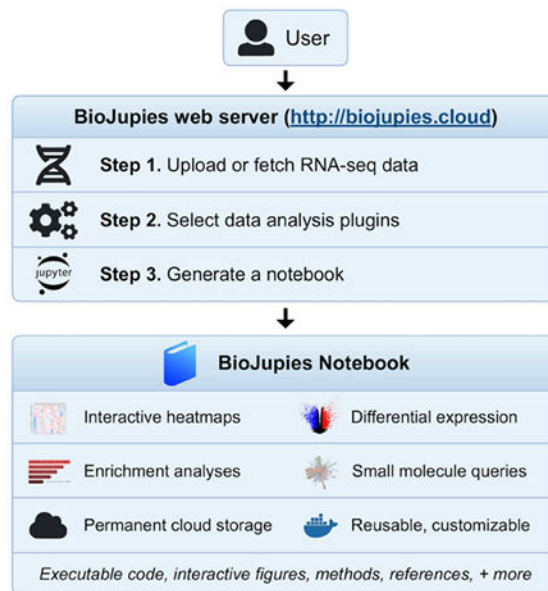 User
BioJupies web server (http://biojupies.cloud)
Step 1. Upload or fetch RNA-seq data
Step 2. Select data analysis plugins
jupyter
Step 3. Generate a notebook
BioJupies Notebook
Interactive heatmaps
Differential expression
Enrichment analyses
Small molecule queries
Permanent cloud storage
Reusable, customizable
Executable code, interactive figures, methods, references, + more